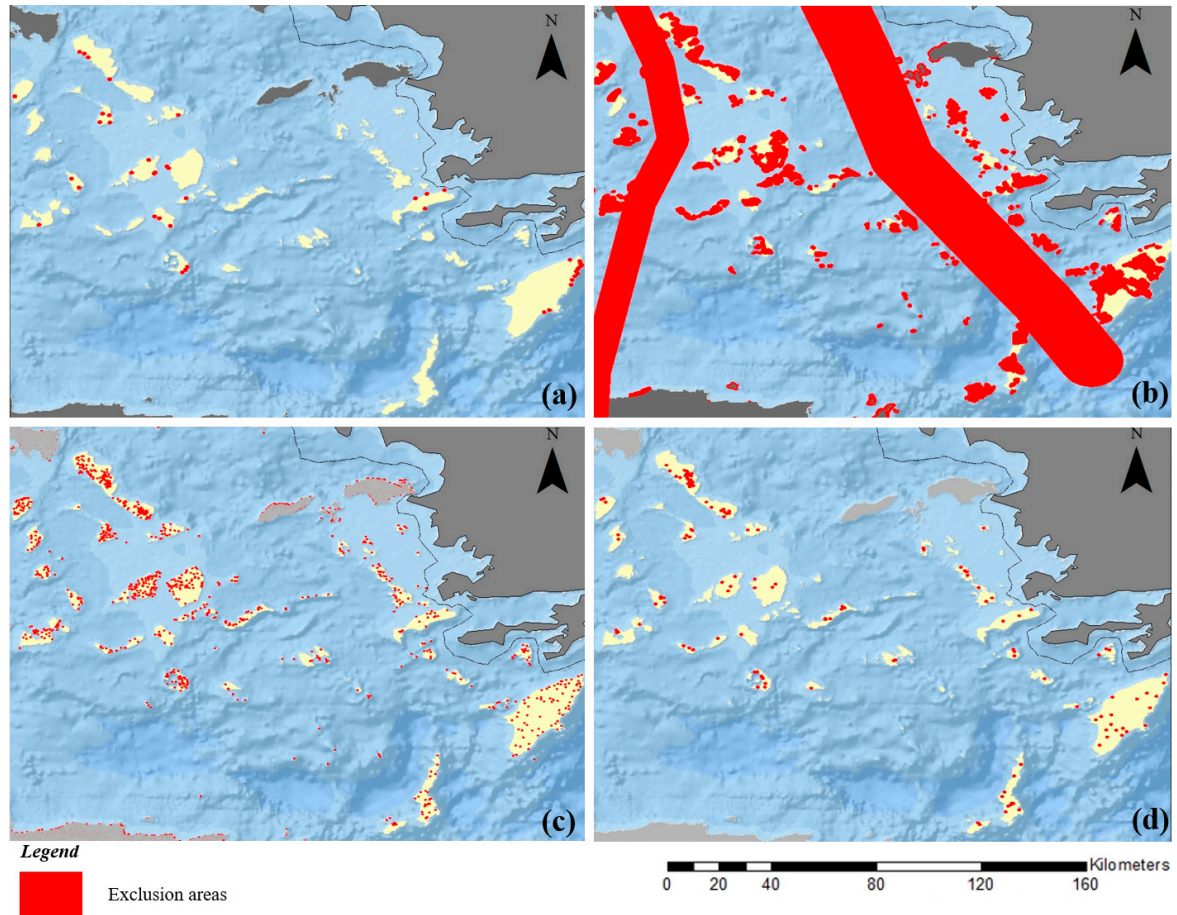 N
N
(a)
(b)
N
N
(c)
(d)
Legend
Exclusion areas
Kilometers
0 20 40 80 120 160